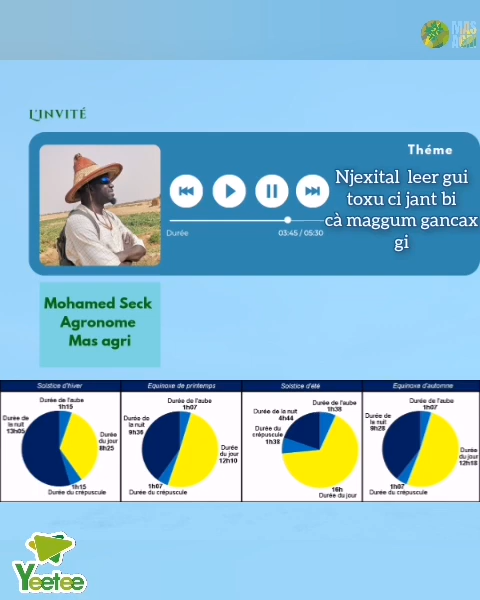 MAS
AGRI
L'INVITÉ
Théme
Njexital leer gui
toxu ci jant bi
cà maggum gancax
gi
Durée
03:45 / 05:30
Mohamed Seck
Agronome
Mas agri
Solstice d'hiver
Durée de l'aube
1h15
Durée de
la nuit
13h05
Durée
du jour
8h25
1h15
Durée du crépuscule
Equinoxe de printemps
Durée de l'aube
1h07
Durée de
la nuit
9h36
Durée
du jour
12h10
1h07
Durée du crépuscule
Solstice d'été
Durée de l'aube
1h38
Durée de la nuit
4h44
Durée du
crépuscule
1h38
16h
Durée du jour
Equinoxe d'automne
Durée de l'aube
1h07
Durée de
la nuit
9h28
Durée
du jour
12h18
1h07
Durée du crépuscule
Yeetee